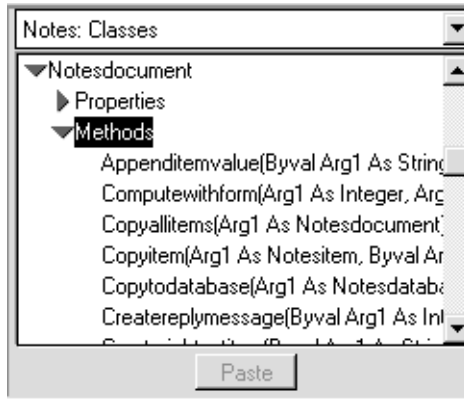 Notes: Classes
Notesdocument
Properties
Methods
Appenditemvalue(Byval Arg1 As String
Computewithform(Arg1 As Integer, Arg
Copyallitems(Arg1 As Notesdocument)
Copyitem(Arg1 As Notesitem, Byval Ar
Copytodatabase(Arg1 As Notesdataba
Createreplymessage(Byval Arg1 As Int
Paste